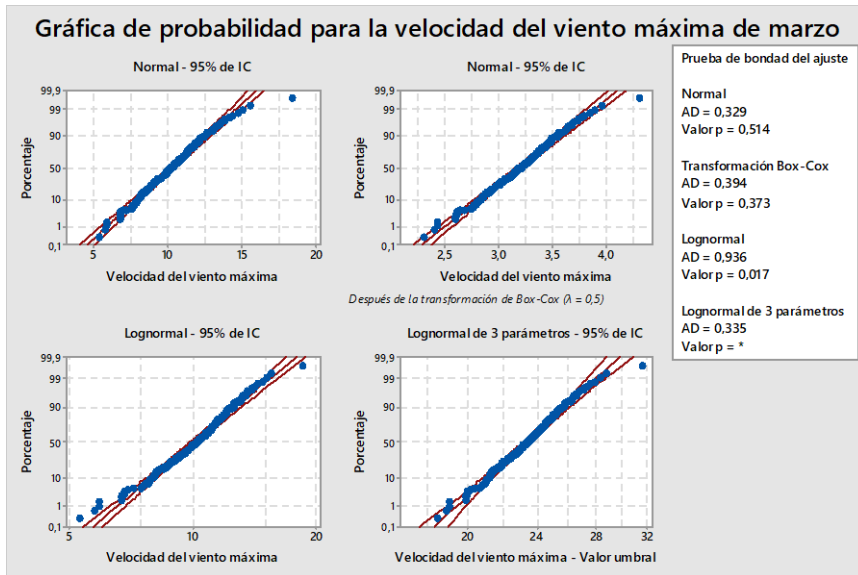 Gráfica de probabilidad para la velocidad del viento máxima de marzo
Normal - 95% de IC
99,9
99
90
50
10
1
0,1
Porcentaje
5
10
15
20
Velocidad del viento máxima
Normal - 95% de IC
99,9
99
90
50
10
1
0,1
Porcentaje
2,5
3,0
3,5
4,0
Velocidad del viento máxima
Después de la transformación de Box-Cox (λ = 0,5)
Lognormal - 95% de IC
99,9
99
90
50
10
1
0,1
Porcentaje
5
10
20
Velocidad del viento máxima
Lognormal de 3 parámetros - 95% de IC
99,9
99
90
50
10
1
0,1
Porcentaje
20
24
28
32
Velocidad del viento máxima - Valor umbral
Prueba de bondad del ajuste
Normal
AD = 0,329
Valor p = 0,514
Transformación Box-Cox
AD = 0,394
Valor p = 0,373
Lognormal
AD = 0,936
Valor p = 0,017
Lognormal de 3 parámetros
AD = 0,335
Valor p = *